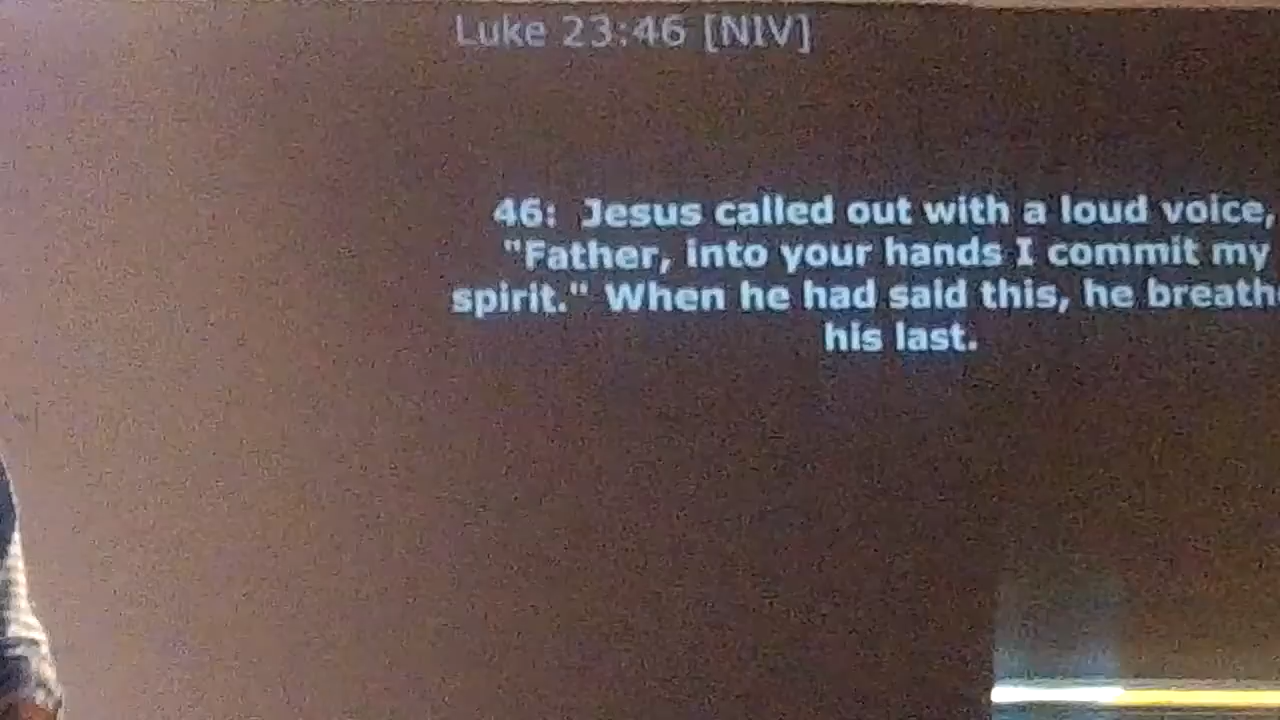 Luke 23:46 [NIV]
46: Jesus called out with a loud voice,
"Father, into your hands I commit my
spirit." When he had said this, he breath
his last.